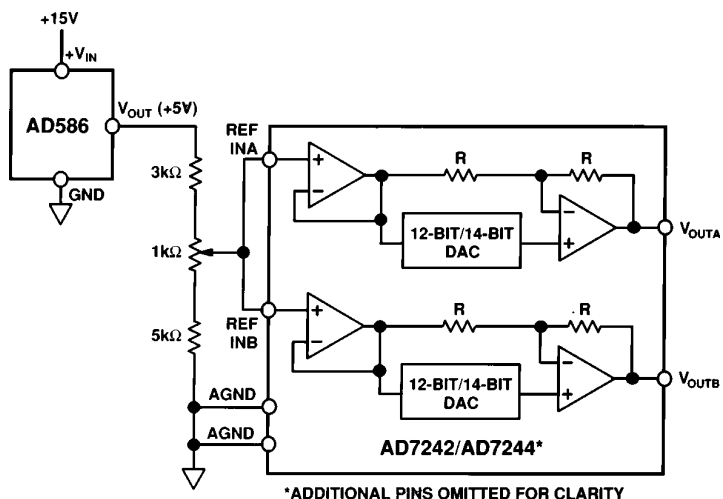 +15V
+VIN
AD586
VOUT (+5V)
GND
3kΩ
1kΩ
5kΩ
REF
INA
REF
INB
AGND
AGND
R
R
12-BIT/14-BIT
DAC
VOUTA
R
R
12-BIT/14-BIT
DAC
VOUTB
AD7242/AD7244*
*ADDITIONAL PINS OMITTED FOR CLARITY